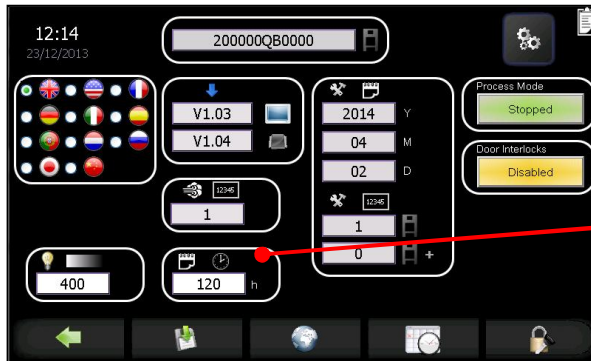 12:14
23/12/2013
200000QB0000
V1.03
V1.04
12345
1
400
120 h
2014 Y
04 M
02 D
12345
1
0 +
Process Mode
Stopped
Door Interlocks
Disabled